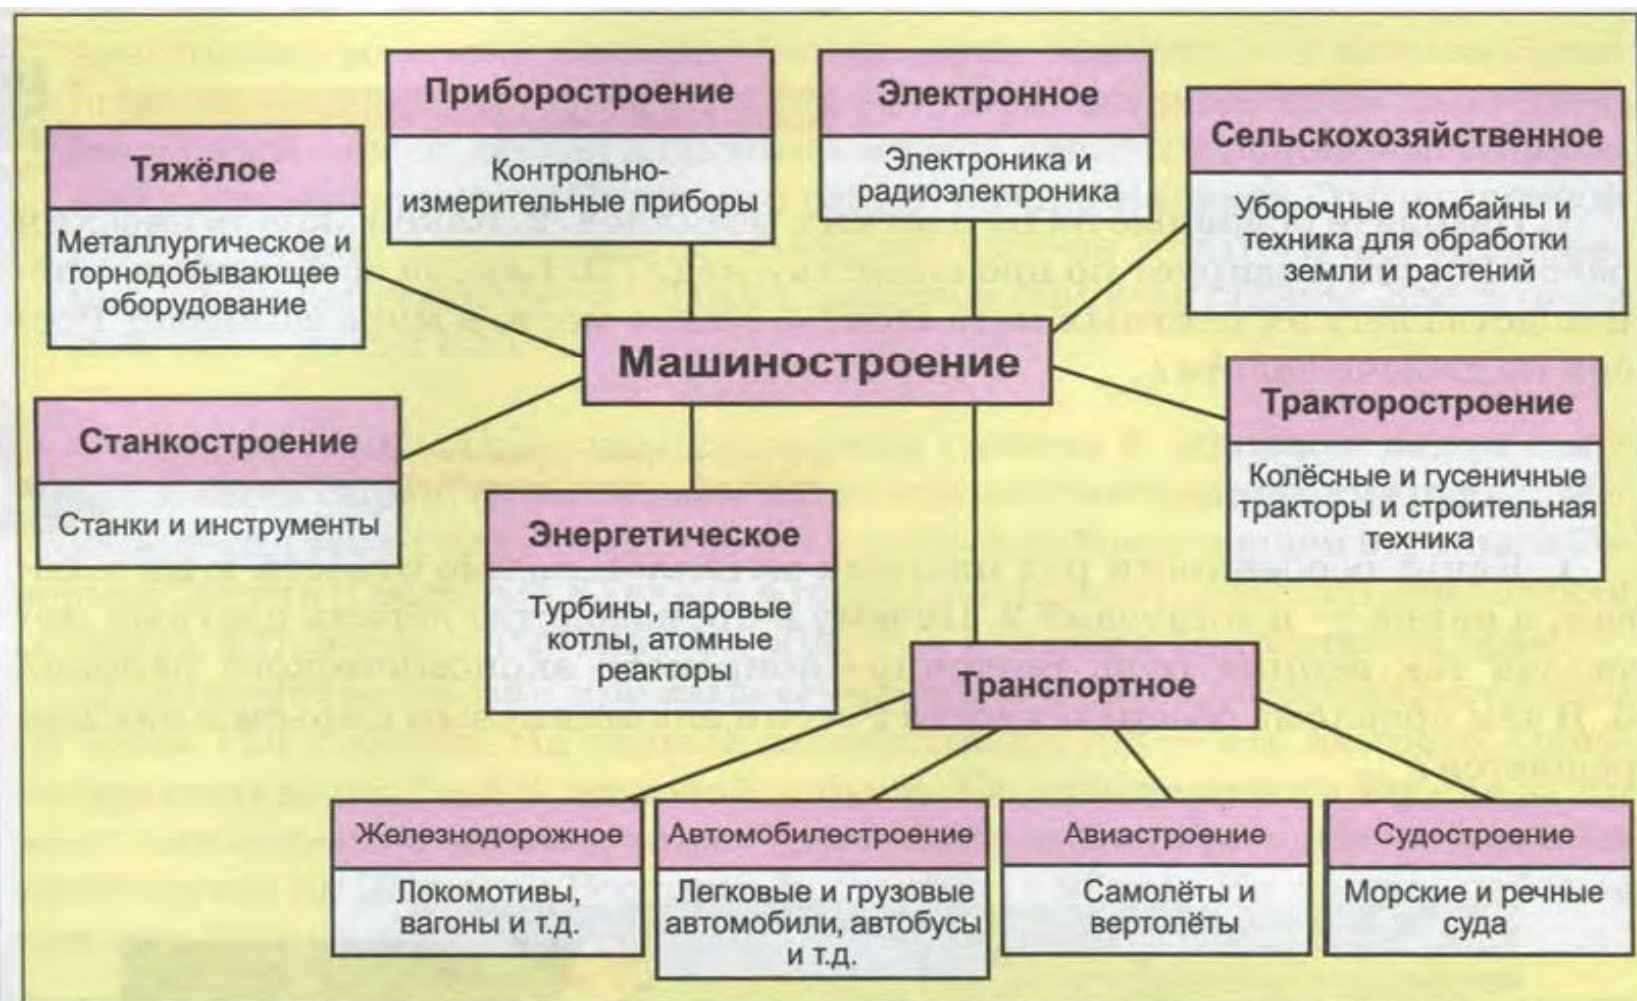 Приборостроение
Контрольно-
измерительные приборы
Электронное
Электроника и
радиоэлектроника
Сельскохозяйственное
Уборочные комбайны и
техника для обработки
земли и растений
Тяжёлое
Металлургическое и
горнодобывающее
оборудование
Машиностроение
Станкостроение
Станки и инструменты
Тракторостроение
Колёсные и гусеничные
тракторы и строительная
техника
Энергетическое
Турбины, паровые
котлы, атомные
реакторы
Транспортное
Железнодорожное
Локомотивы,
вагоны и т.д.
Автомобилестроение
Легковые и грузовые
автомобили, автобусы
и т.д.
Авиастроение
Самолёты и
вертолёты
Судостроение
Морские и речные
суда